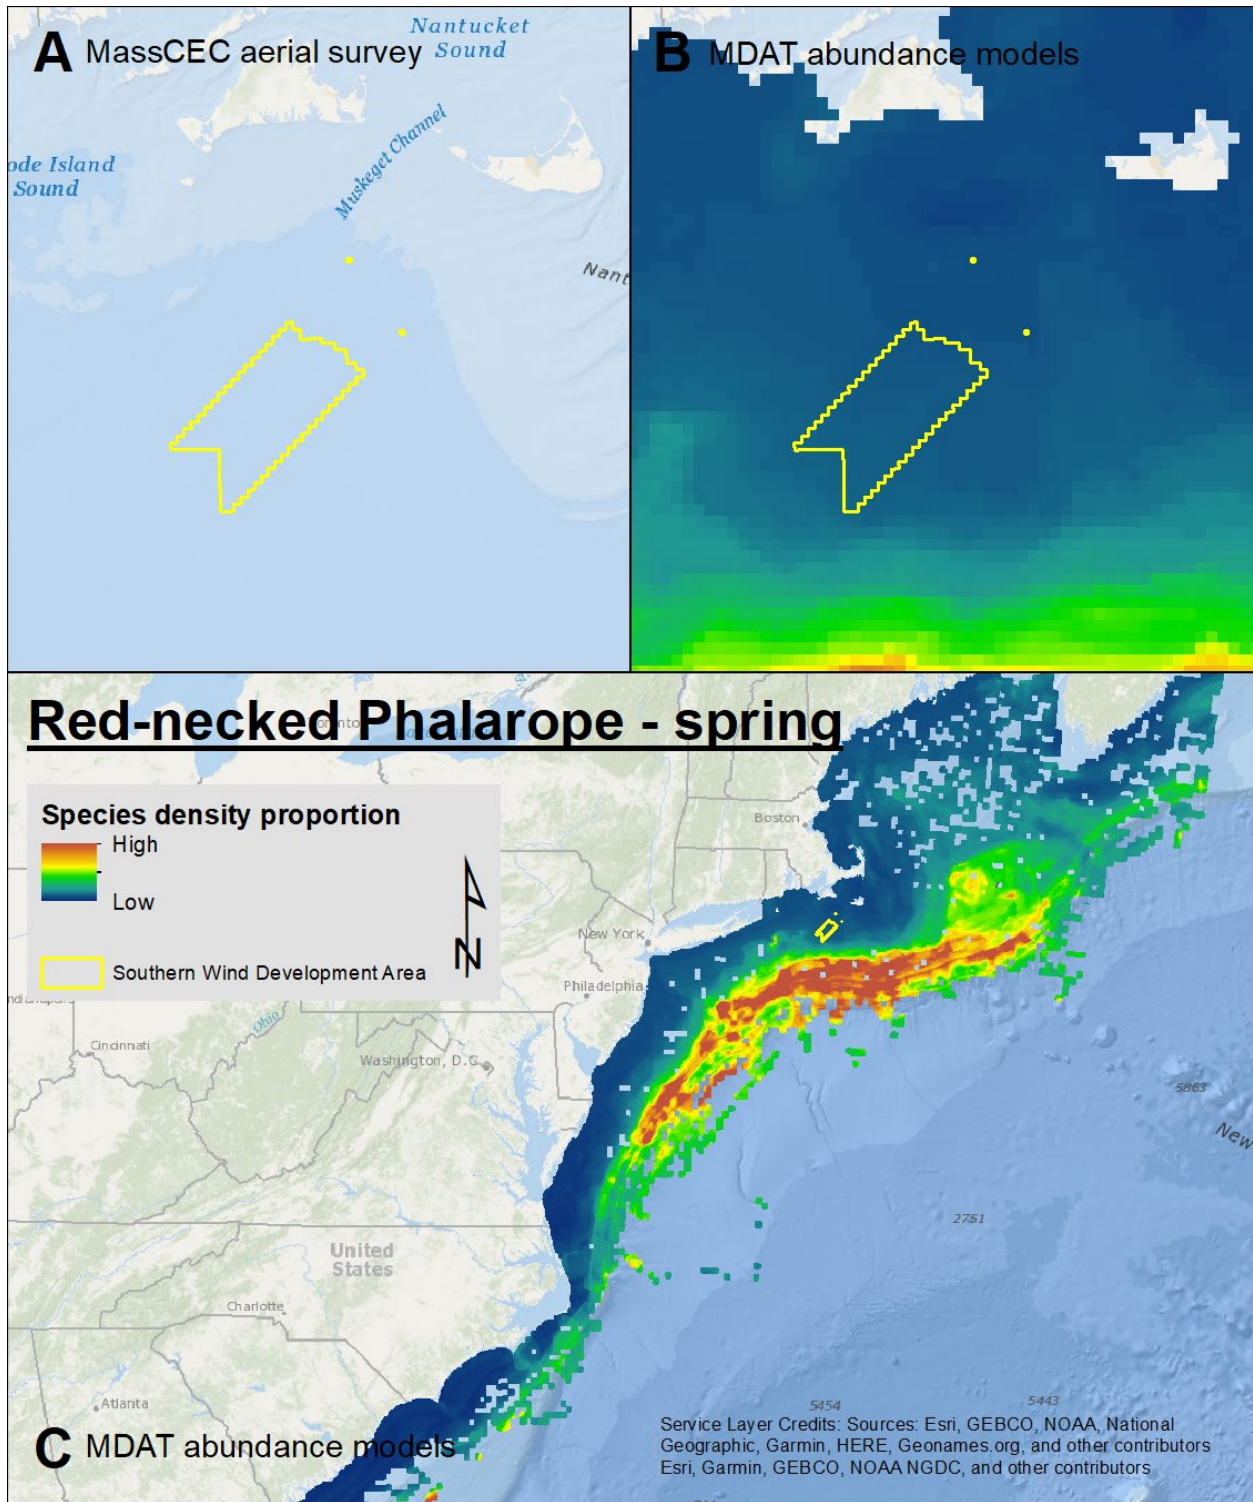 A MassCEC aerial survey
Nantucket
Sound
ode Island
Sound
Muskeget Channel
Nant
B MDAT abundance models
Red-necked Phalarope - spring
Species density proportion
High
Low
N
Southern Wind Development Area
Boston
New York
Philadelphia
Washington, D.C
Ohio
Cincinnati
United
States
Charlotte
Atlanta
5863
New
2751
5454
5443
C MDAT abundance models
Service Layer Credits: Sources: Esri, GEBCO, NOAA, National
Geographic, Garmin, HERE, Geonames.org, and other contributors
Esri, Garmin, GEBCO, NOAA NGDC, and other contributors